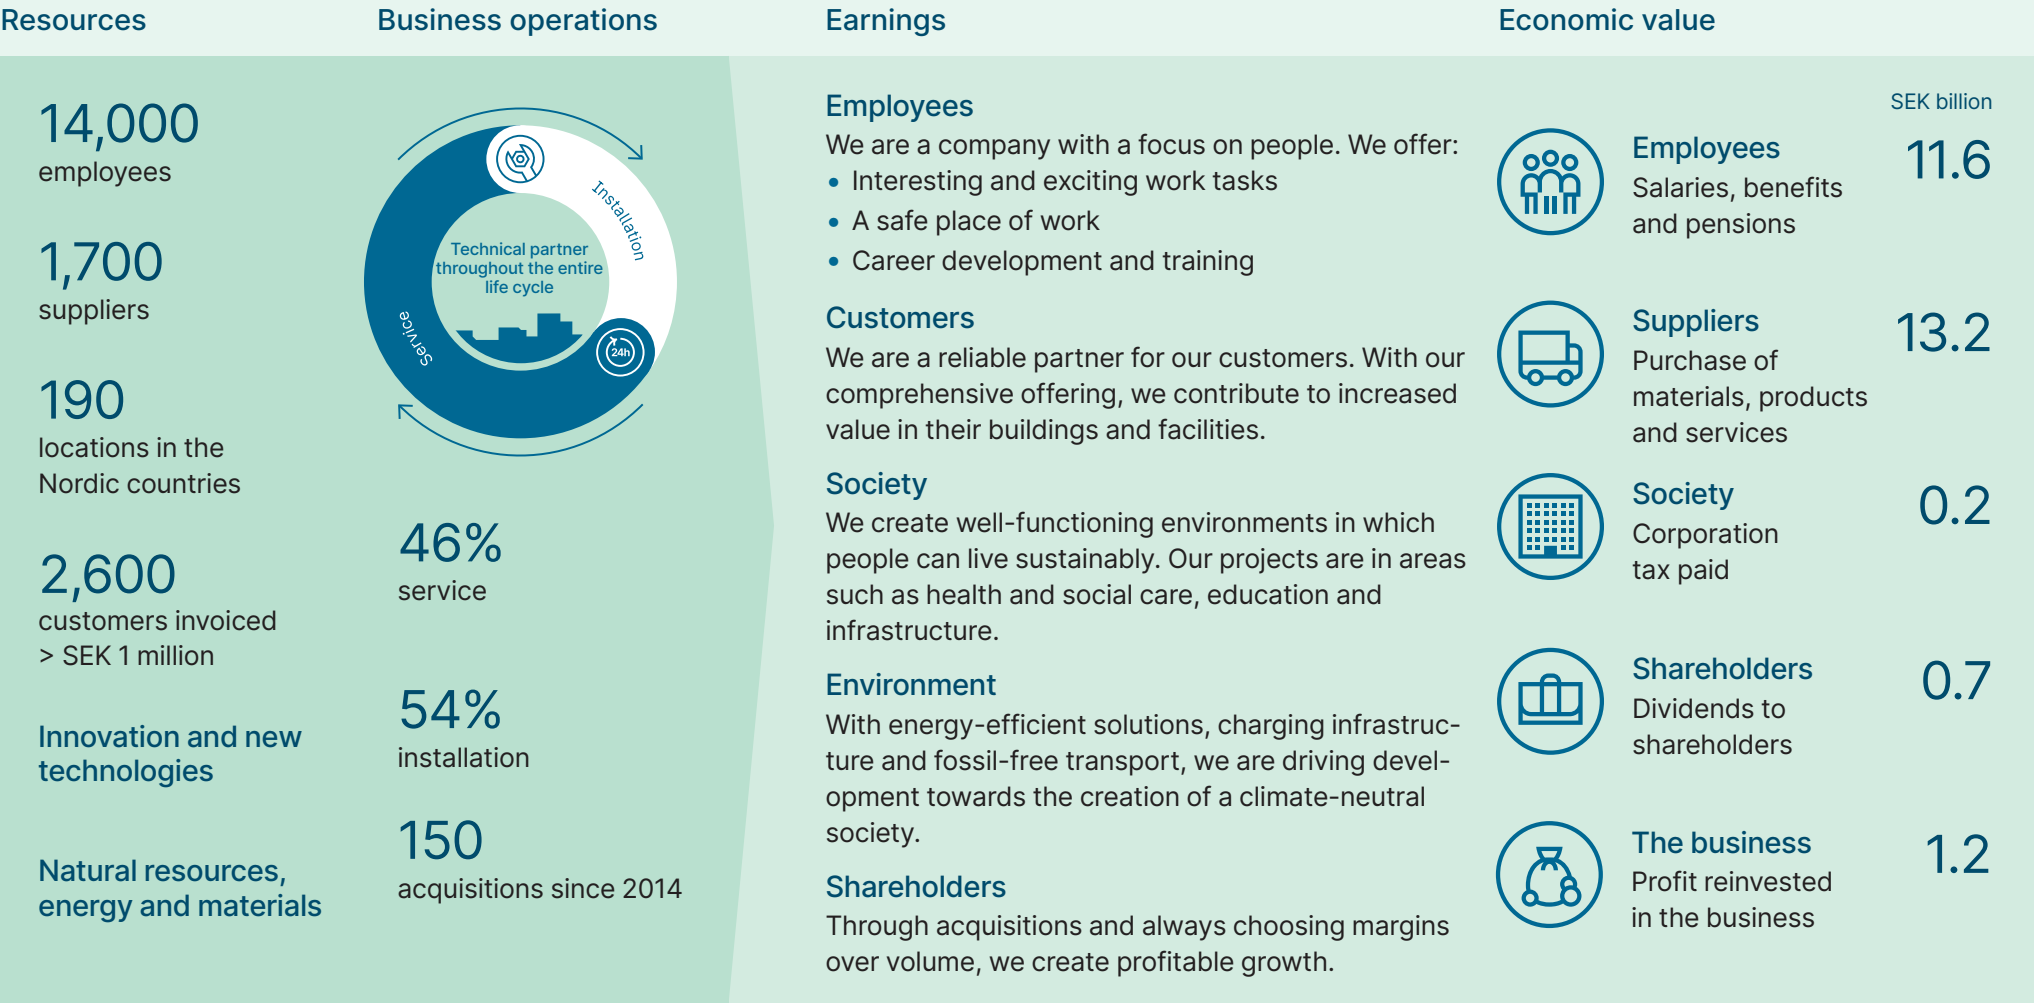 Resources
Business operations
Earnings
Economic value
14,000
employees
1,700
suppliers
190
locations in the
Nordic countries
2,600
customers invoiced
> SEK 1 million
Innovation and new
technologies
Natural resources,
energy and materials
Installation
Technical partner
throughout the entire
life cycle
Service
24h
46%
service
54%
installation
150
acquisitions since 2014
Employees
We are a company with a focus on people. We offer:
• Interesting and exciting work tasks
• A safe place of work
• Career development and training
Customers
We are a reliable partner for our customers. With our
comprehensive offering, we contribute to increased
value in their buildings and facilities.
Society
We create well-functioning environments in which
people can live sustainably. Our projects are in areas
such as health and social care, education and
infrastructure.
Environment
With energy-efficient solutions, charging infrastruc-
ture and fossil-free transport, we are driving devel-
opment towards the creation of a climate-neutral
society.
Shareholders
Through acquisitions and always choosing margins
over volume, we create profitable growth.
SEK billion
Employees
Salaries, benefits
and pensions
11.6
Suppliers
Purchase of
materials, products
and services
13.2
Society
Corporation
tax paid
0.2
Shareholders
Dividends to
shareholders
0.7
The business
Profit reinvested
in the business
1.2